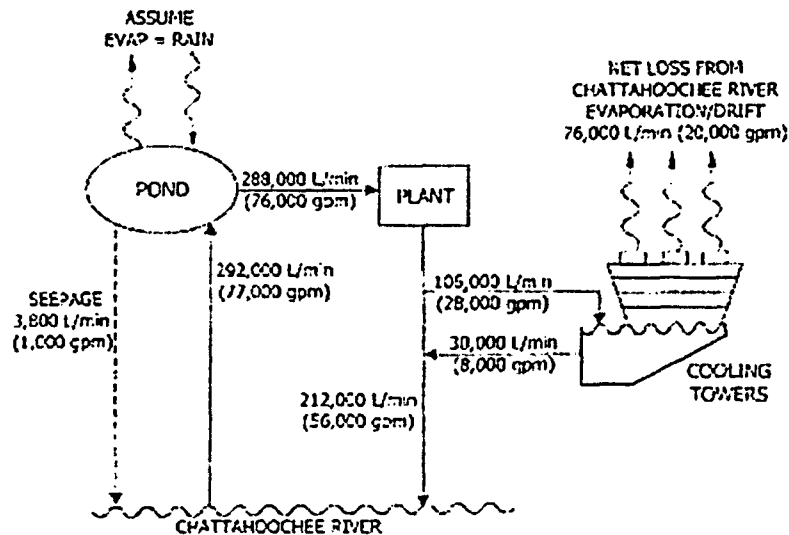 ASSUME
EVAP = RAIN
NET LOSS FROM
CHATTAHOOCHEE RIVER
EVAPORATION/DRIFT
76,000 L/min (20,000 gpm)
POND
288,000 L/min
(76,000 gpm)
PLANT
292,000 L/min
(77,000 gpm)
SEEPAGE
3,800 L/min
(1,000 gpm)
106,000 L/min
(28,000 gpm)
30,000 L/min
(8,000 gpm)
COOLING
TOWERS
212,000 L/min
(56,000 gpm)
CHATTAHOOCHEE RIVER